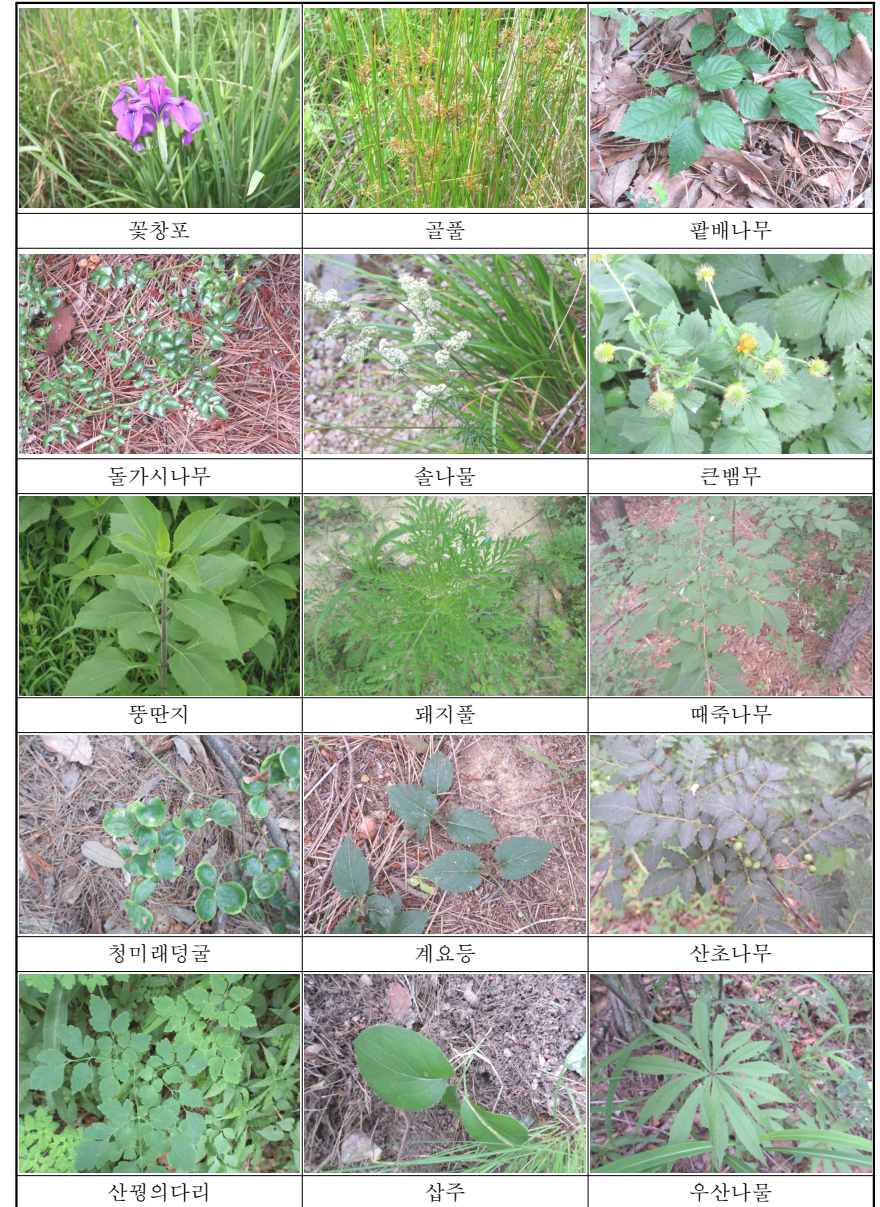 꽃창포
골풀
팥배나무
돌가시나무
솔나물
큰뱀무
뚱딴지
돼지풀
때죽나무
청미래덩굴
계요등
산초나무
산꿩의다리
삽주
우산나물